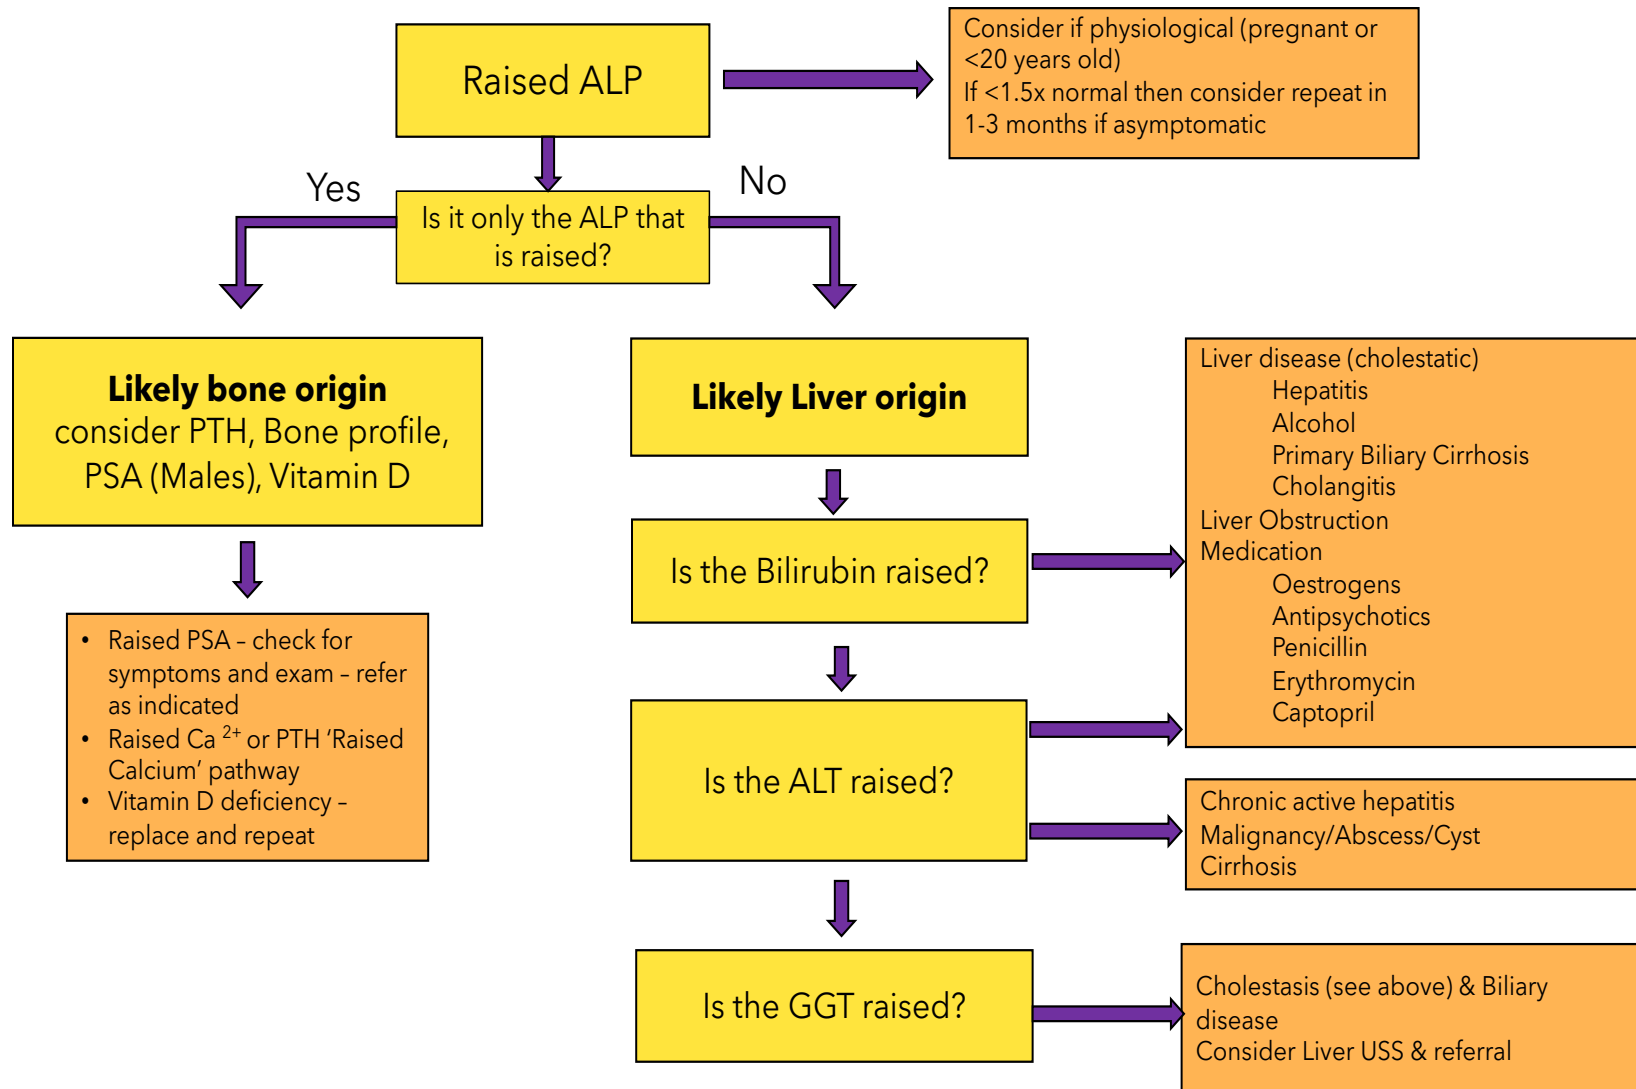 Raised ALP
Consider if physiological (pregnant or
<20 years old)
If <1.5x normal then consider repeat in
1-3 months if asymptomatic
Yes
No
Is it only the ALP that
is raised?
Likely bone origin
consider PTH, Bone profile,
PSA (Males), Vitamin D
Likely Liver origin
Liver disease (cholestatic)
Hepatitis
Alcohol
Primary Biliary Cirrhosis
Cholangitis
Liver Obstruction
Medication
Oestrogens
Antipsychotics
Penicillin
Erythromycin
Captopril
Is the Bilirubin raised?
• Raised PSA – check for
symptoms and exam – refer
as indicated
• Raised Ca 2+ or PTH ‘Raised
Calcium’ pathway
• Vitamin D deficiency –
replace and repeat
Is the ALT raised?
Chronic active hepatitis
Malignancy/Abscess/Cyst
Cirrhosis
Is the GGT raised?
Cholestasis (see above) & Biliary
disease
Consider Liver USS & referral